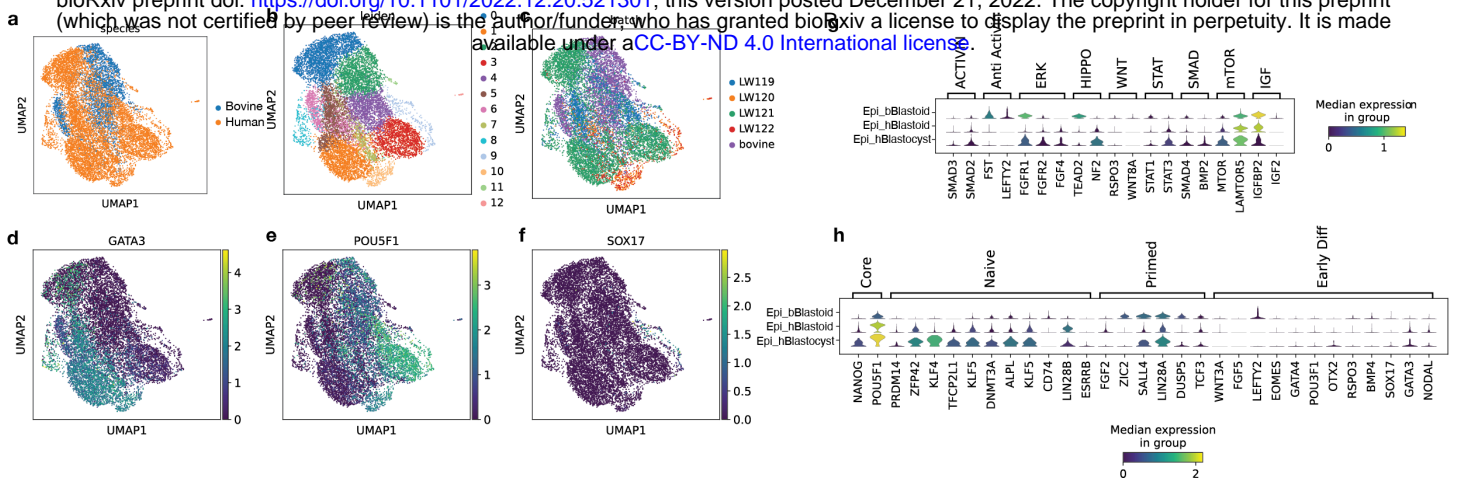 bioRxiv preprint doi: https://doi.org/10.1101/2022.12.20.521301; this version posted December 21, 2022. The copyright holder for this preprint
(which was not certified by peer review) is the author/funder, who has granted bioRxiv a license to display the preprint in perpetuity. It is made
available under aCC-BY-ND 4.0 International license.
a
species
UMAP2
UMAP1
Bovine
Human
b
leiden
UMAP2
UMAP1
0
1
2
3
4
5
6
7
8
9
10
11
12
c
batch
UMAP2
UMAP1
LW119
LW120
LW121
LW122
bovine
g
ACTIVIN
Anti Activin
ERK
HIPPO
WNT
STAT
SMAD
mTOR
IGF
Epi_bBlastoid
Epi_hBlastoid
Epi_hBlastocyst
SMAD3
SMAD2
FST
LEFTY2
FGFR1
FGFR2
FGF4
TEAD2
NF2
RSPO3
WNT8A
STAT1
STAT3
SMAD4
BMP2
MTOR
LAMTOR5
IGFBP2
IGF2
Median expression
in group
0 1
d
GATA3
UMAP2
UMAP1
4
3
2
1
0
e
POU5F1
UMAP2
UMAP1
3
2
1
0
f
SOX17
UMAP2
UMAP1
2.5
2.0
1.5
1.0
0.5
0.0
h
Core
Naive
Primed
Early Diff
Epi_bBlastoid
Epi_hBlastoid
Epi_hBlastocyst
NANOG
POU5F1
PRDM14
ZFP42
KLF4
TFCP2L1
KLF5
DNMT3A
ALPL
KLF5
CD74
LIN28B
ESRRB
FGF2
ZIC2
SALL4
LIN28A
DUSP5
TCF3
WNT3A
FGF5
LEFTY2
EOMES
GATA4
POU3F1
OTX2
RSPO3
BMP4
SOX17
GATA3
NODAL
Median expression
in group
0 2